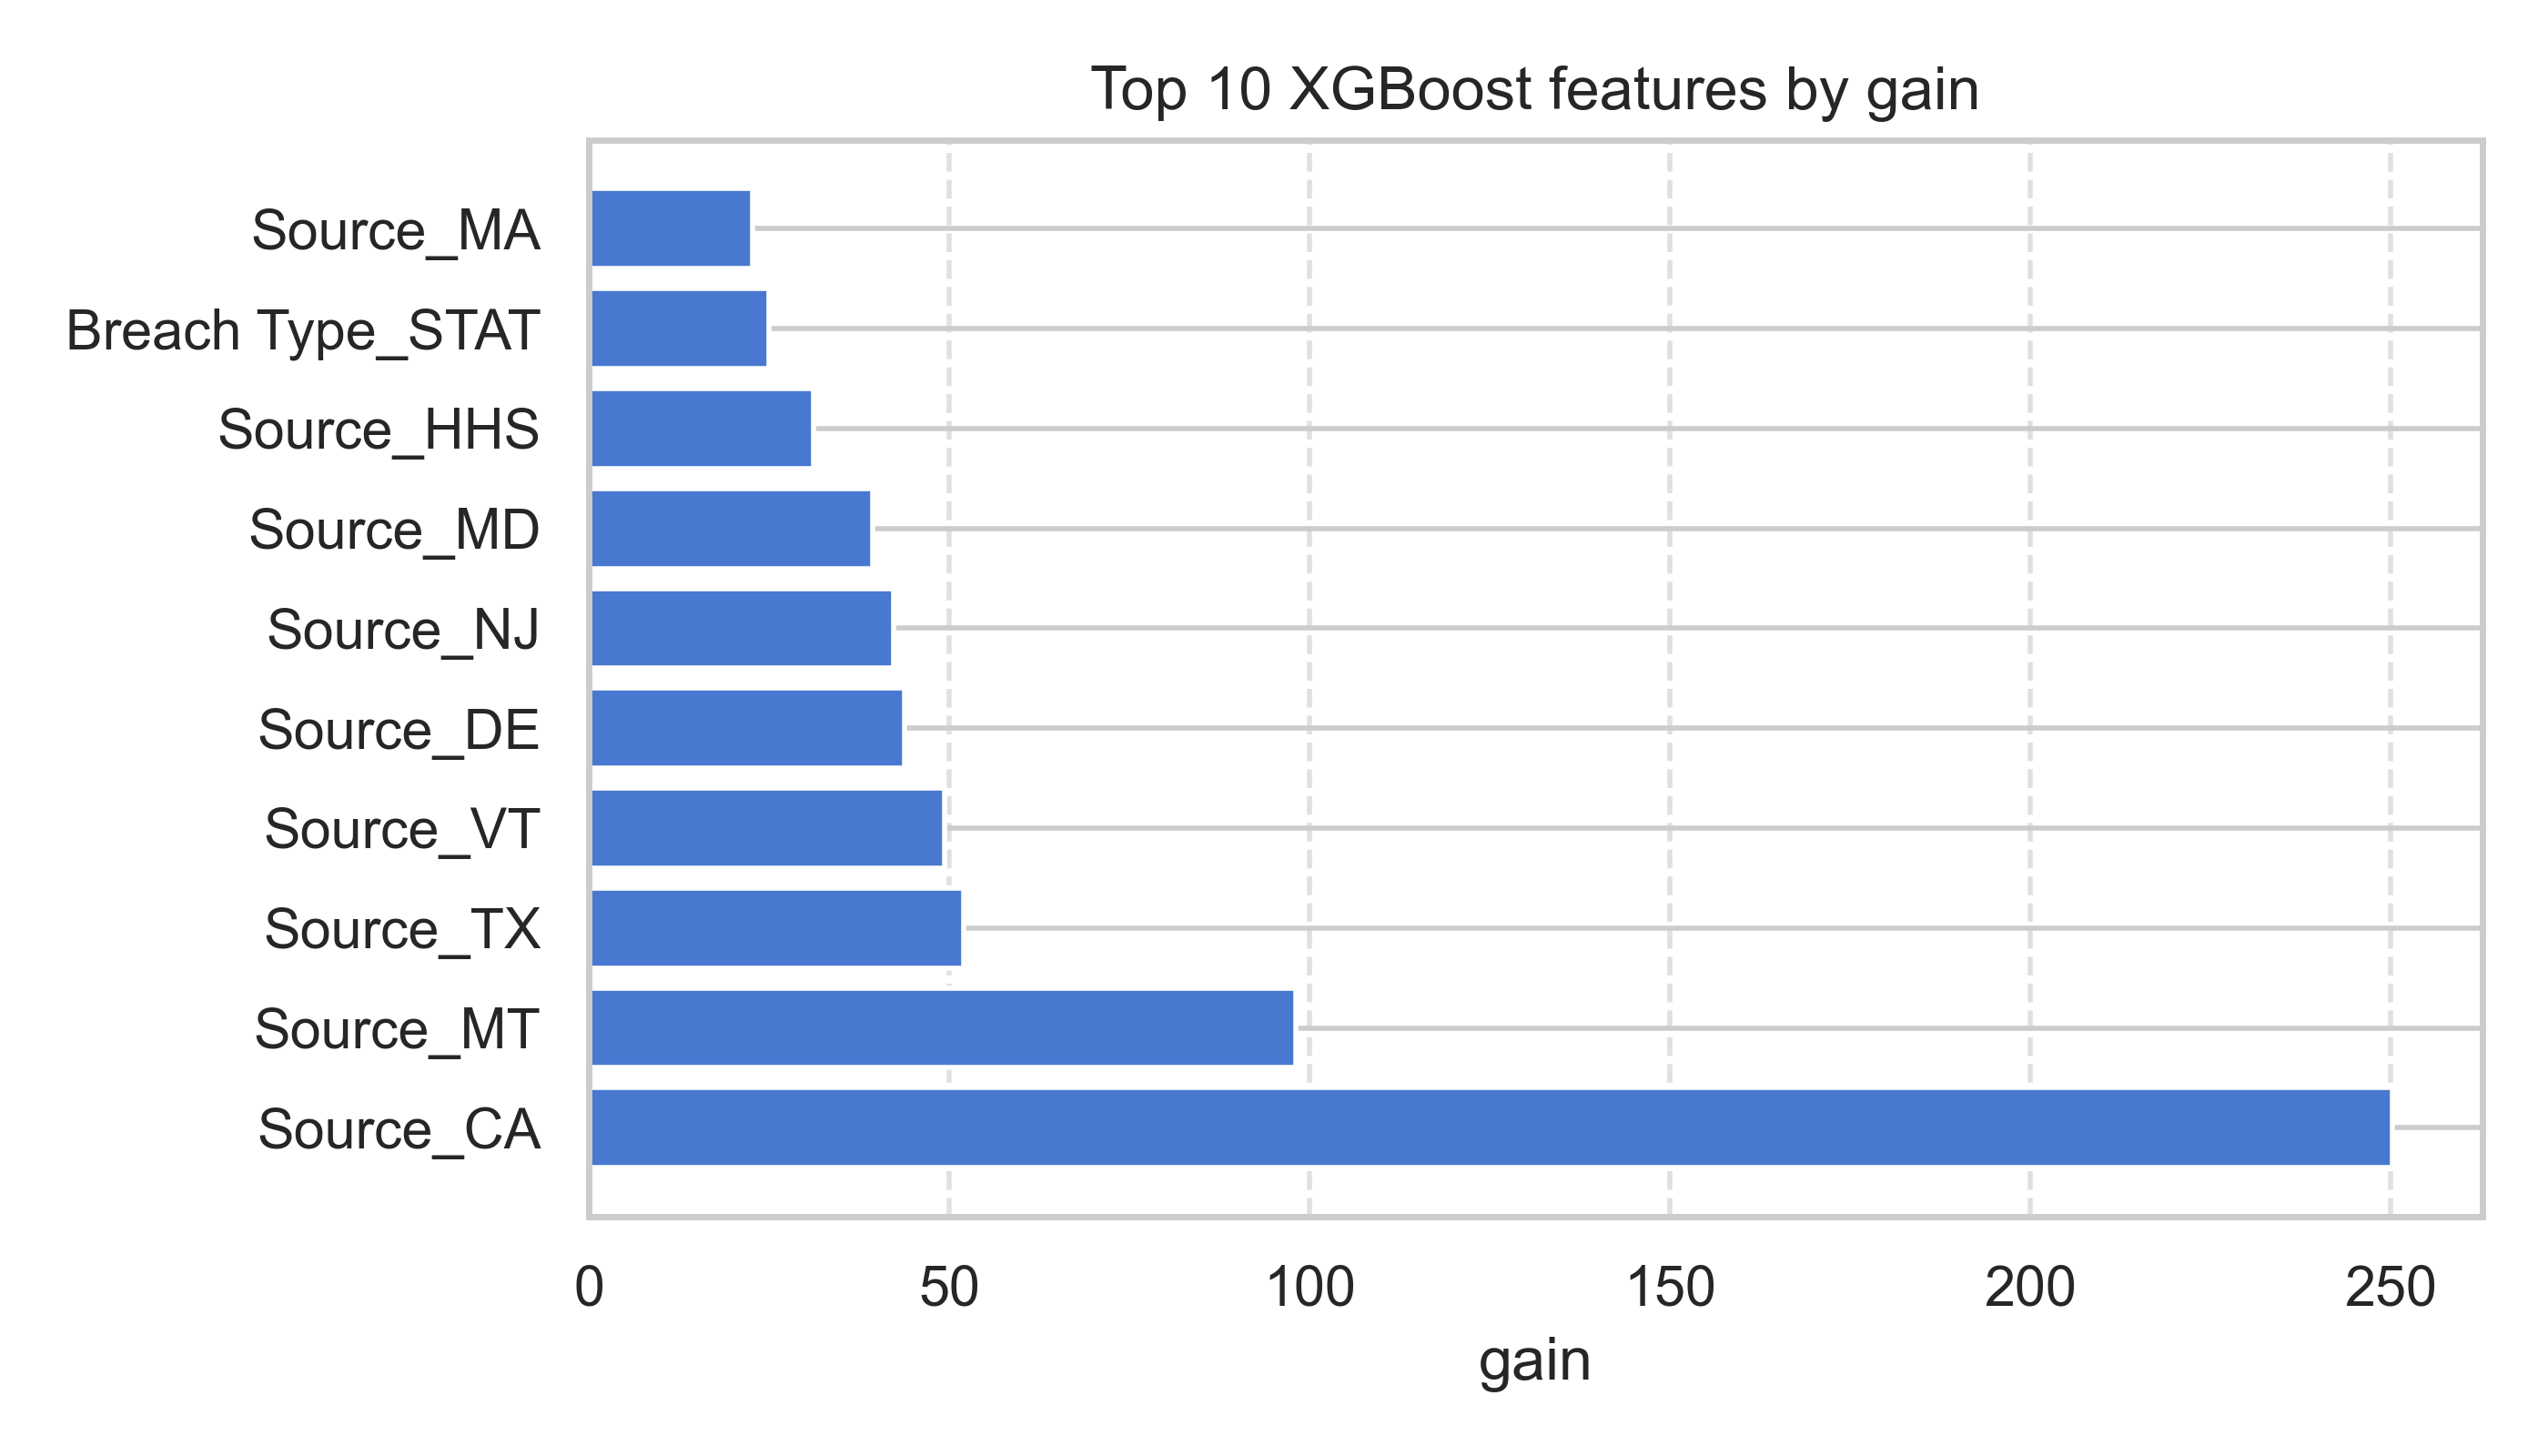 Top 10 XGBoost features by gain
Source_MA
Breach Type_STAT
Source_HHS
Source_MD
Source_NJ
Source_DE
Source_VT
Source_TX
Source_MT
Source_CA
0 50 100 150 200 250
gain